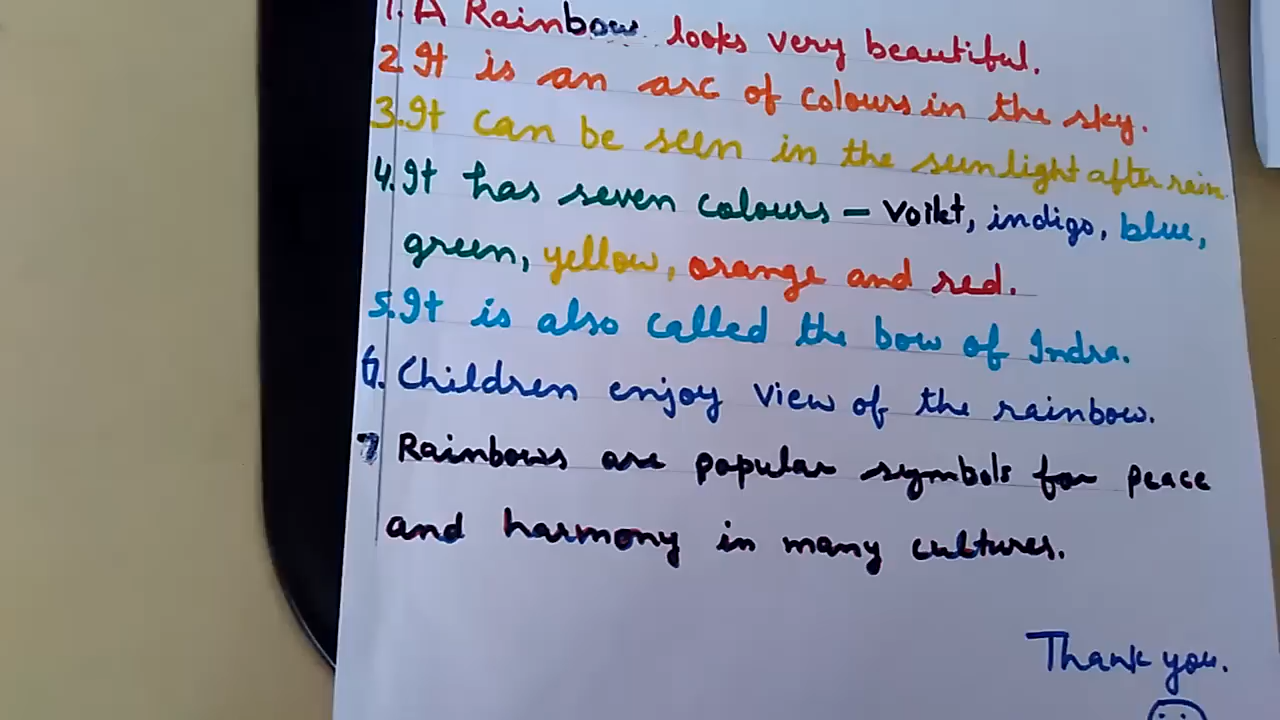 1. A Rainbow looks very beautiful.
2 It is an arc of colours in the sky.
3. It can be seen in the sunlight after rain.
4. It has seven colours – Voilet, indigo, blue,
green, yellow, orange and red.
5. It is also called the bow of Indra.
6. Children enjoy view of the rainbow.
7 Rainbows are popular symbols for peace
and harmony in many cultures.
Thank you.